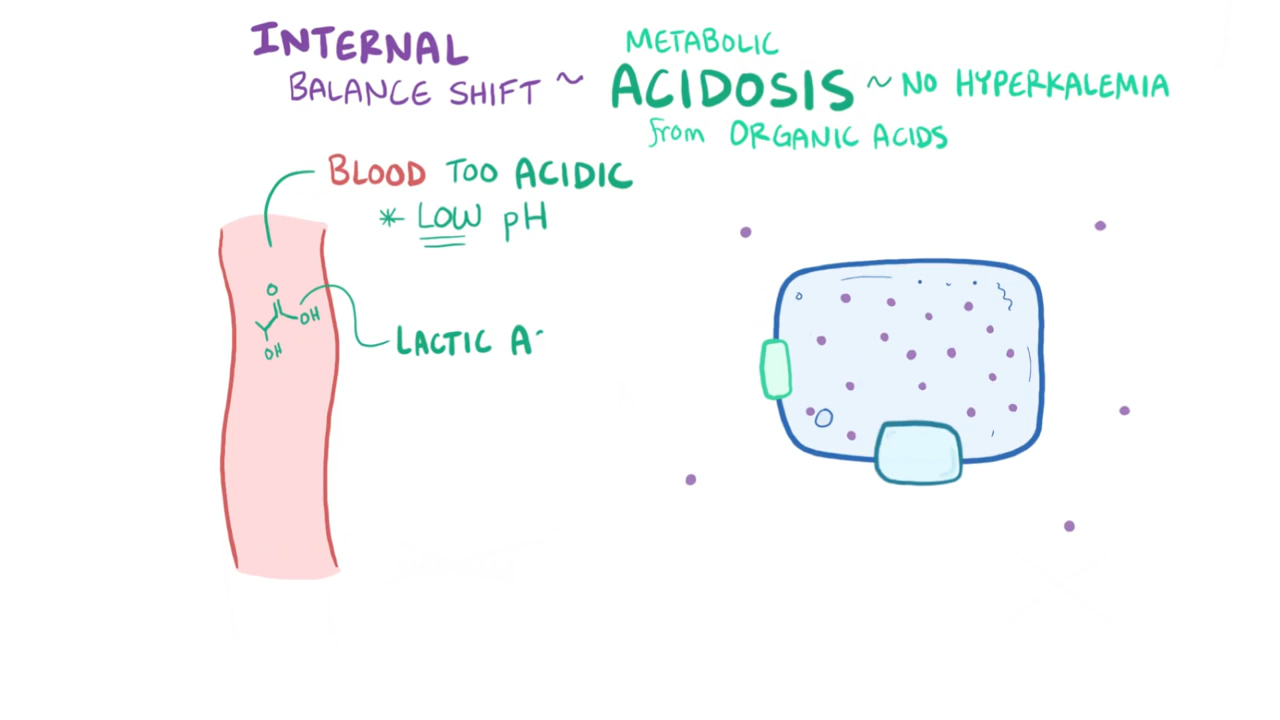 INTERNAL
BALANCE SHIFT ~
METABOLIC
ACIDOSIS ~ NO HYPERKALEMIA
from ORGANIC ACIDS
BLOOD TOO ACIDIC
* LOW pH
O
OH
OH
LACTIC A